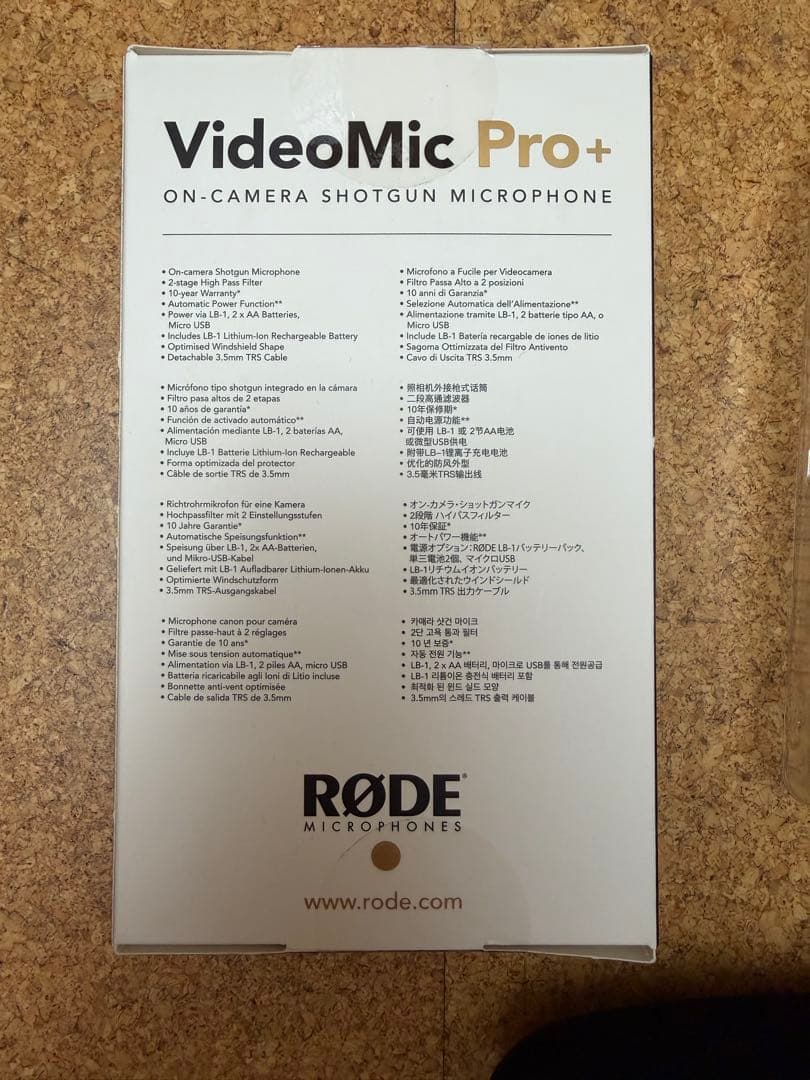 VideoMic Pro+
ON-CAMERA SHOTGUN MICROPHONE
• On-camera Shotgun Microphone
• 2-stage High Pass Filter
• 10-year Warranty*
• Automatic Power Function**
• Power via LB-1, 2 x AA Batteries,
Micro USB
• Includes LB-1 Lithium-Ion Rechargeable Battery
• Optimised Windshield Shape
• Detachable 3.5mm TRS Cable
• Microfono a Fucile per Videocamera
• Filtro Passa Alto a 2 posizioni
• 10 anni di Garanzia*
• Selezione Automatica dell'Alimentazione**
• Alimentazione tramite LB-1, 2 batterie tipo AA, o
Micro USB
• Include LB-1 Batería recargable de iones de litio
• Sagoma Ottimizzata del Filtro Antivento
• Cavo di Uscita TRS 3.5mm
• Micrófono tipo shotgun integrado en la cámara
• Filtro pasa altos de 2 etapas
• 10 años de garantía*
• Función de activado automático**
• Alimentación mediante LB-1, 2 baterías AA,
Micro USB
• Incluye LB-1 Batterie Lithium-Ion Rechargeable
• Forma optimizada del protector
• Câble de sortie TRS de 3.5mm
• 照相机外接枪式话筒
• 二段高通滤波器
• 10年保修期*
• 自动电源功能**
• 可使用 LB-1 或 2节AA电池
或微型USB供电
• 附带LB-1锂离子充电电池
• 优化的防风外型
• 3.5毫米TRS输出线
• Richtrohrmikrofon für eine Kamera
• Hochpassfilter mit 2 Einstellungsstufen
• 10 Jahre Garantie*
• Automatische Speisungsfunktion**
• Speisung über LB-1, 2x AA-Batterien,
und Mikro-USB-Kabel
• Geliefert mit LB-1 Aufladbarer Lithium-Ionen-Akku
• Optimierte Windschutzform
• 3.5mm TRS-Ausgangskabel
• オン-カメラ・ショットガンマイク
• 2段階 ハイパスフィルター
• 10年保証*
• オートパワー機能**
• 電源オプション：RØDE LB-1バッテリーパック、
単三電池2個、マイクロUSB
• LB-1リチウムイオンバッテリー
• 最適化されたウインドシールド
• 3.5mm TRS 出力ケーブル
• Microphone canon pour caméra
• Filtre passe-haut à 2 réglages
• Garantie de 10 ans*
• Mise sous tension automatique**
• Alimentation via LB-1, 2 piles AA, micro USB
• Batteria ricaricabile agli Ioni di Litio incluse
• Bonnette anti-vent optimisée
• Cable de salida TRS de 3.5mm
• 카메라 샷건 마이크
• 2단 고욕 통과 필터
• 10 년 보증*
• 자동 전원 기능**
• LB-1, 2 x AA 배터리, 마이크로 USB를 통해 전원공급
• LB-1 리튬이온 충전식 배터리 포함
• 최적화 된 윈드 실드 모양
• 3.5mm의 스레드 TRS 출력 케이블
RØDE®
MICROPHONES
www.rode.com